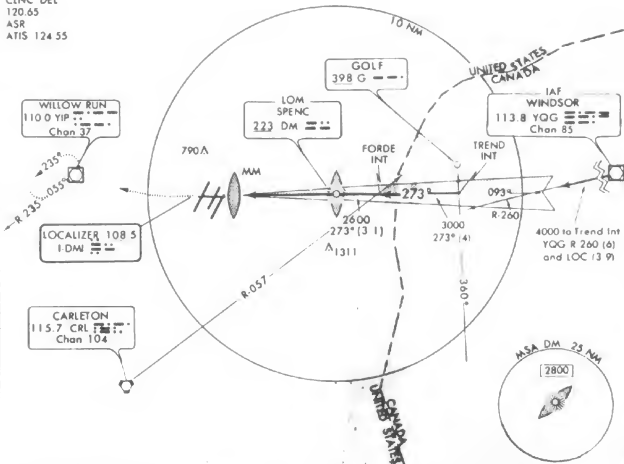 CLNC DEL
120.65
ASR
ATIS 124 55
10 NM
UNITED STATES
CANADA
GOLF
398 G
IAF
WINDSOR
113.8 YQG
Chan 85
LOM
SPENC
223 DM
WILLOW RUN
110 0 YIP
Chan 37
790
MM
FORDE
INT
TREND
INT
235°
055°
R-235
273°
093°
R-260
2600
273° (3 1)
3000
273° (4)
1311
4000 to Trend Int
YQG R 260 (6)
and LOC (3 9)
LOCALIZER 108 5
I-DMI
R-057
360°
CARLETON
115.7 CRL
Chan 104
MSA DM 25 NM
2800
CANADA
UNITED STATES